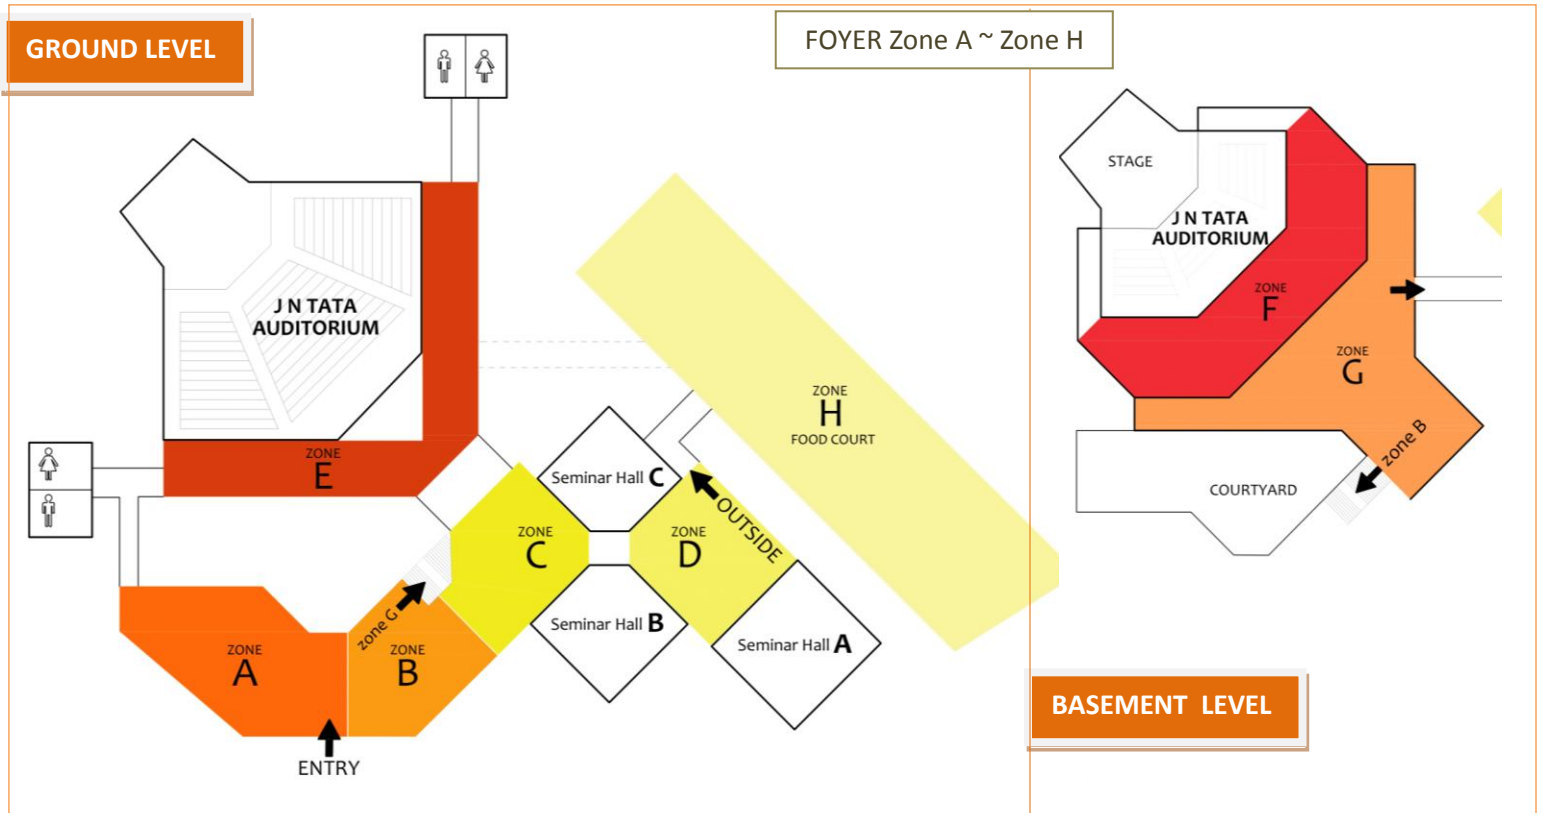 GROUND LEVEL
FOYER Zone A ~ Zone H
J N TATA
AUDITORIUM
ZONE
E
ZONE
H
FOOD COURT
Seminar Hall C
OUTSIDE
ZONE
C
ZONE
D
zone G
ZONE
A
ZONE
B
Seminar Hall B
Seminar Hall A
ENTRY
STAGE
J N TATA
AUDITORIUM
ZONE
F
ZONE
G
zone B
COURTYARD
BASEMENT LEVEL